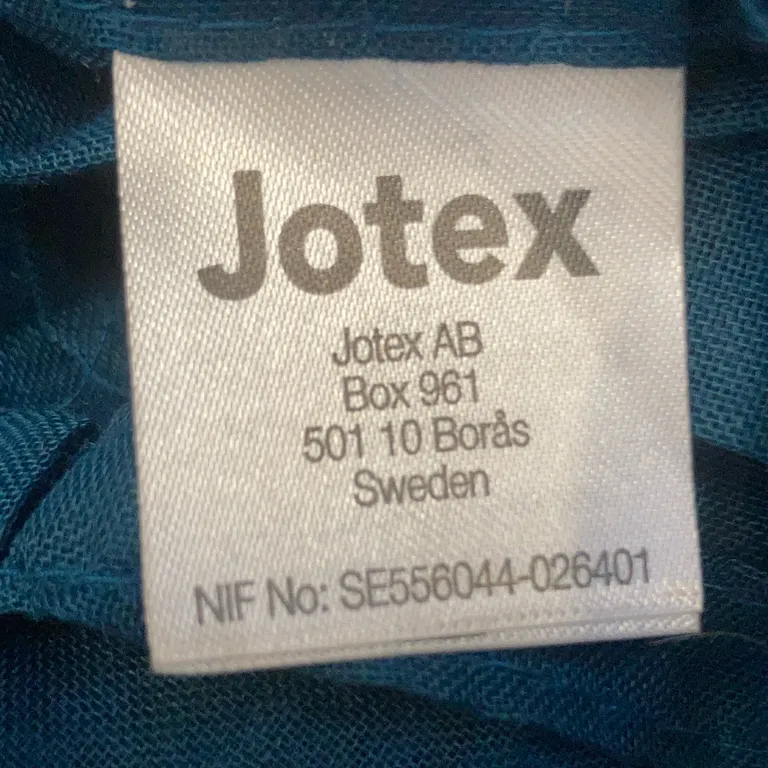 Jotex
Jotex AB
Box 961
501 10 Borås
Sweden
NIF No: SE556044-026401